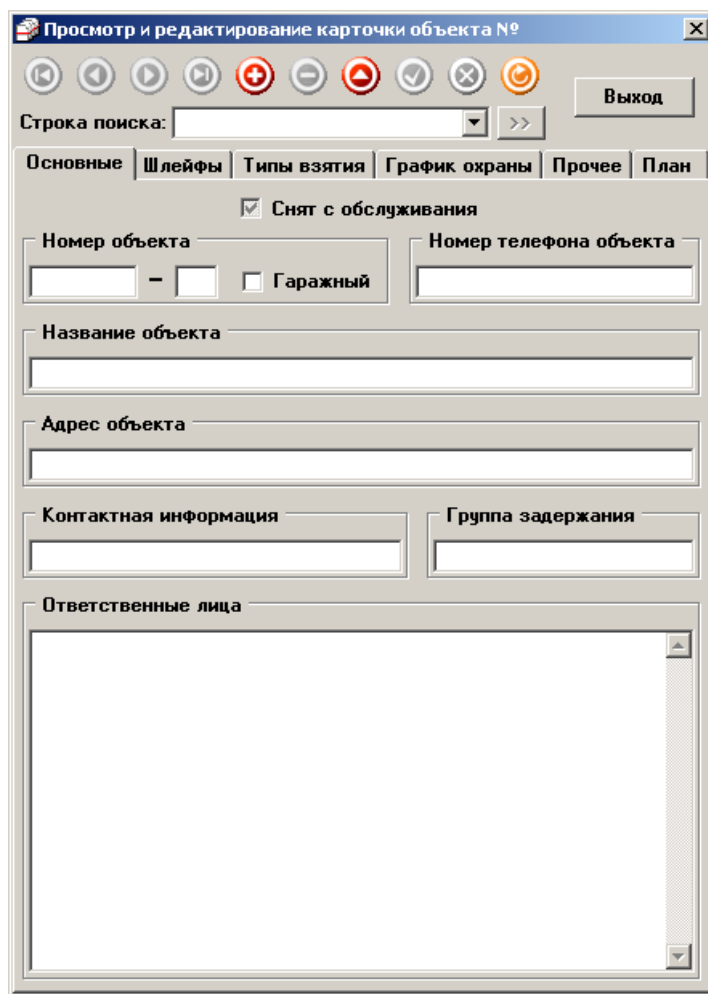 Просмотр и редактирование карточки объекта №
Выход
Строка поиска:
>>
Основные Шлейфы Типы взятия График охраны Прочее План
Снят с обслуживания
Номер объекта Номер телефона объекта
– Гаражный
Название объекта
Адрес объекта
Контактная информация Группа задержания
Ответственные лица